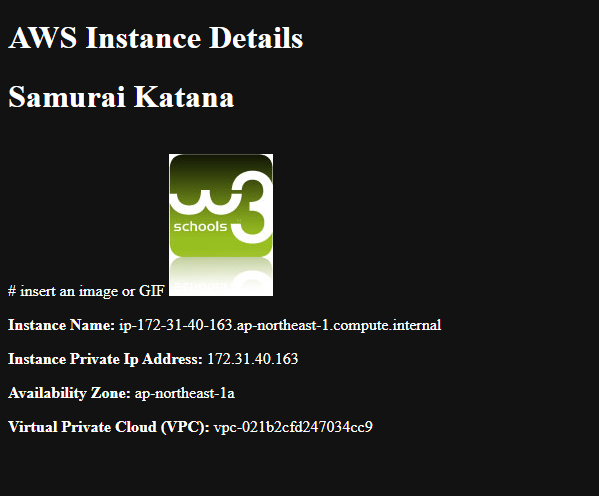 AWS Instance Details
Samurai Katana
w3
schools
# insert an image or GIF
Instance Name: ip-172-31-40-163.ap-northeast-1.compute.internal
Instance Private Ip Address: 172.31.40.163
Availability Zone: ap-northeast-1a
Virtual Private Cloud (VPC): vpc-021b2cfd247034cc9